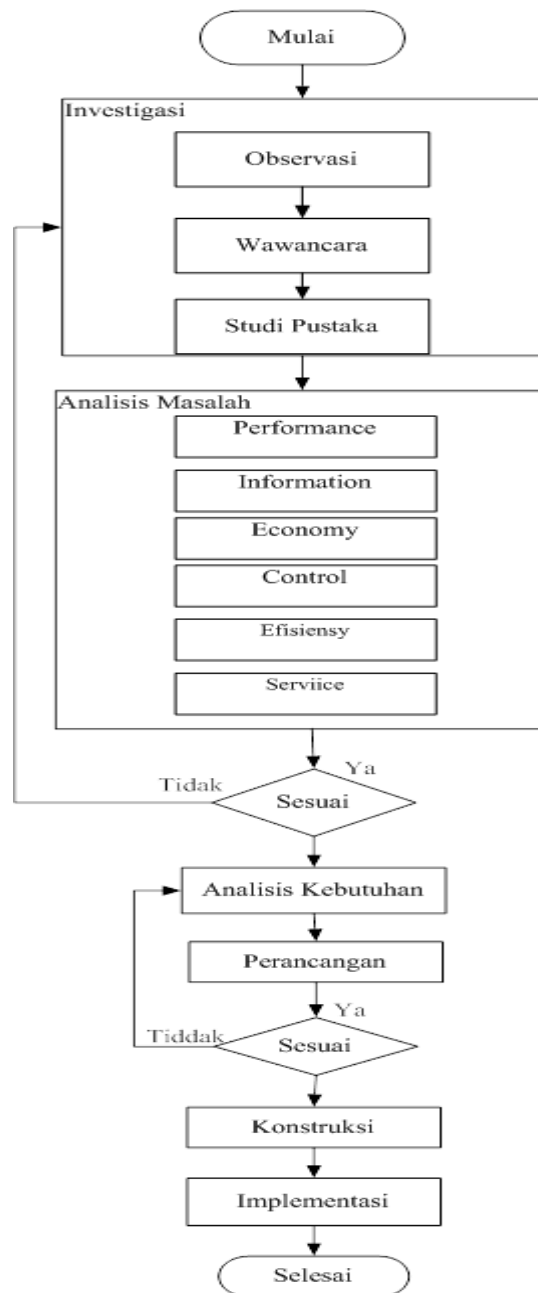 Mulai
Investigasi
Observasi
Wawancara
Studi Pustaka
Analisis Masalah
Performance
Information
Economy
Control
Efisiensy
Serviice
Ya
Tidak
Sesuai
Analisis Kebutuhan
Perancangan
Ya
Tiddak
Sesuai
Konstruksi
Implementasi
Selesai